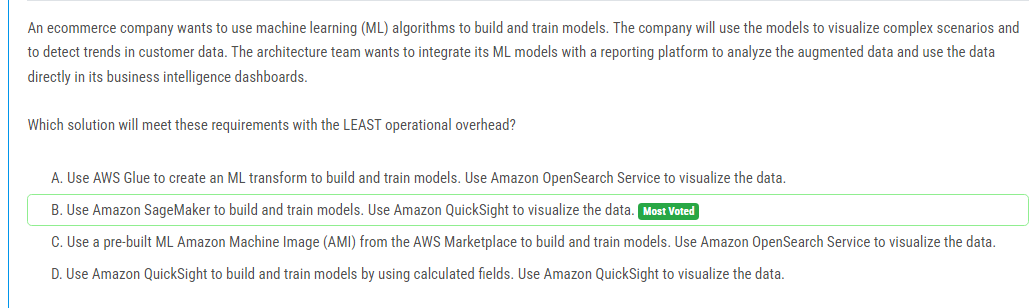 An ecommerce company wants to use machine learning (ML) algorithms to build and train models. The company will use the models to visualize complex scenarios and
to detect trends in customer data. The architecture team wants to integrate its ML models with a reporting platform to analyze the augmented data and use the data
directly in its business intelligence dashboards.
Which solution will meet these requirements with the LEAST operational overhead?
A. Use AWS Glue to create an ML transform to build and train models. Use Amazon OpenSearch Service to visualize the data.
B. Use Amazon SageMaker to build and train models. Use Amazon QuickSight to visualize the data. Most Voted
C. Use a pre-built ML Amazon Machine Image (AMI) from the AWS Marketplace to build and train models. Use Amazon OpenSearch Service to visualize the data.
D. Use Amazon QuickSight to build and train models by using calculated fields. Use Amazon QuickSight to visualize the data.